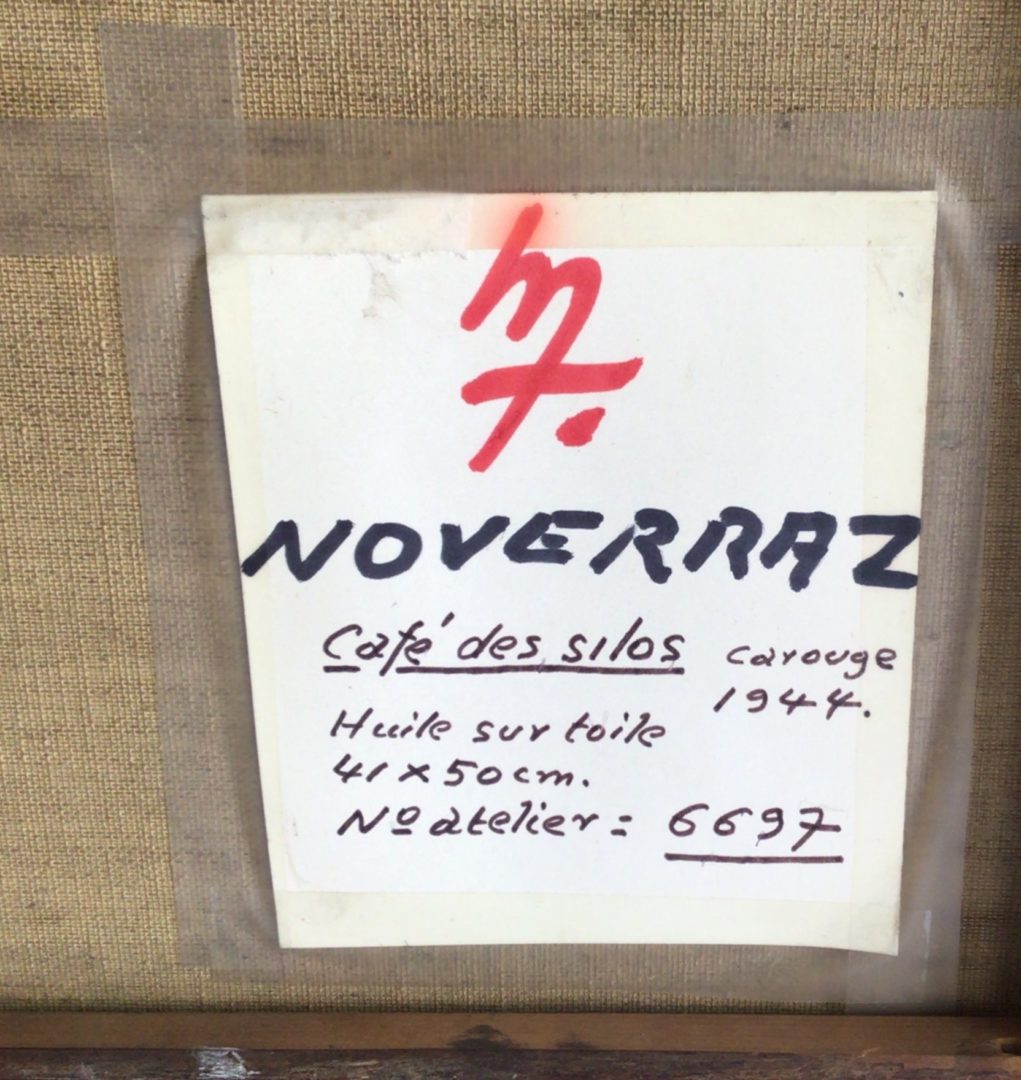 NOVERRAZ
Café des silos carouge
1944.
Huile sur toile
41 x 50 cm.
Nº atelier = 6697